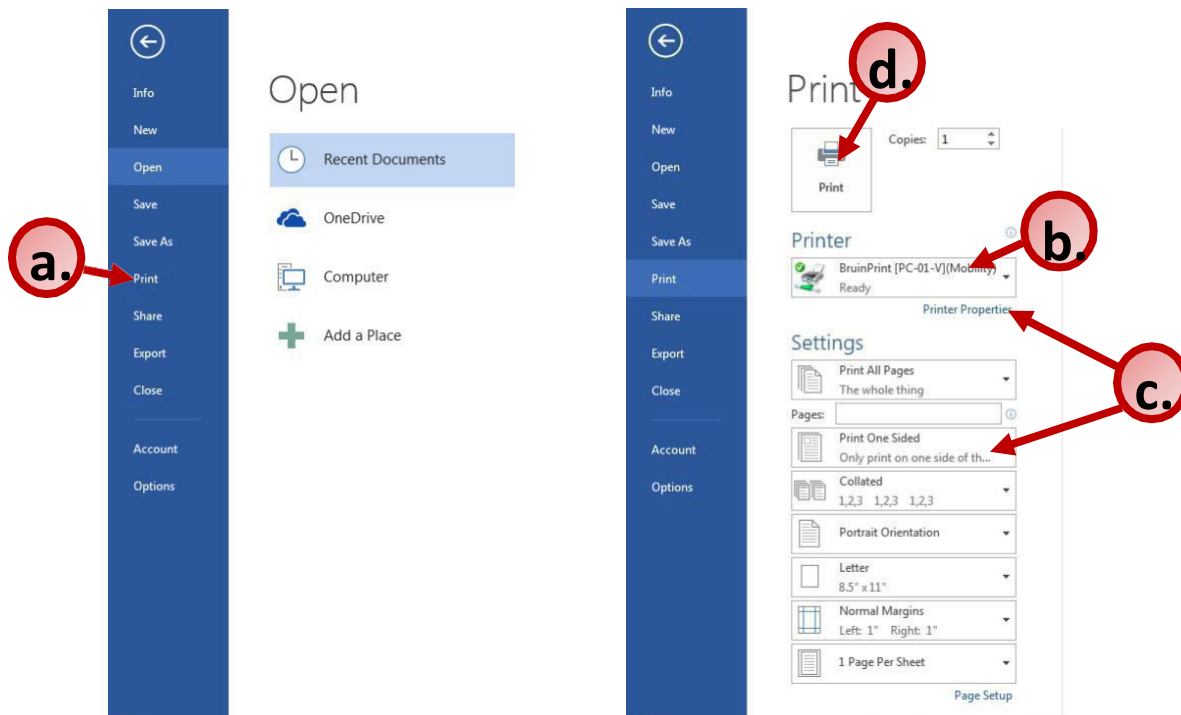 Info
New
Open
Save
Save As
Print
Share
Export
Close
Account
Options
Open
Recent Documents
OneDrive
Computer
Add a Place
a.
Info
New
Open
Save
Save As
Print
Share
Export
Close
Account
Options
Print
d.
Print
Copies: 1
Printer
b.
BruinPrint [PC-01-V](Mobility)
Ready
Printer Properties
Settings
Print All Pages
The whole thing
c.
Pages:
Print One Sided
Only print on one side of th...
Collated
1,2,3 1,2,3 1,2,3
Portrait Orientation
Letter
8.5" x 11"
Normal Margins
Left: 1" Right: 1"
1 Page Per Sheet
Page Setup